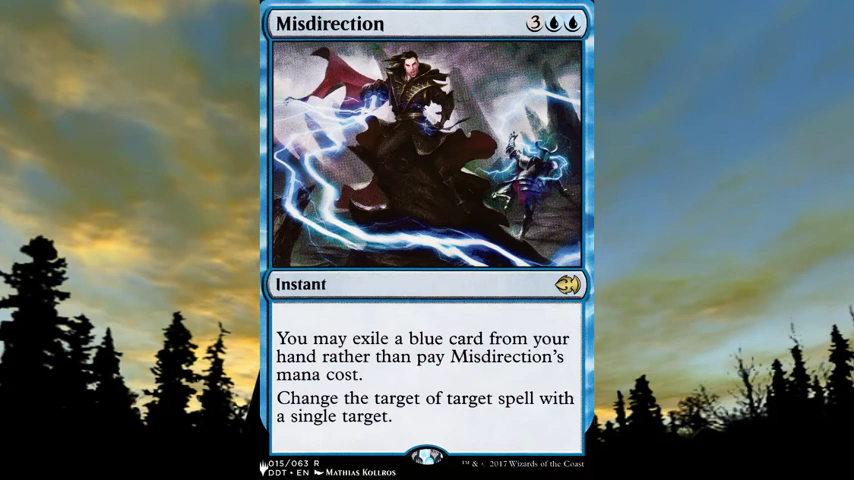 Misdirection 3
Instant
You may exile a blue card from your
hand rather than pay Misdirection's
mana cost.
Change the target of target spell with
a single target.
015/063 R
DDT • EN Mathias Kollros
™ & © 2017 Wizards of the Coast